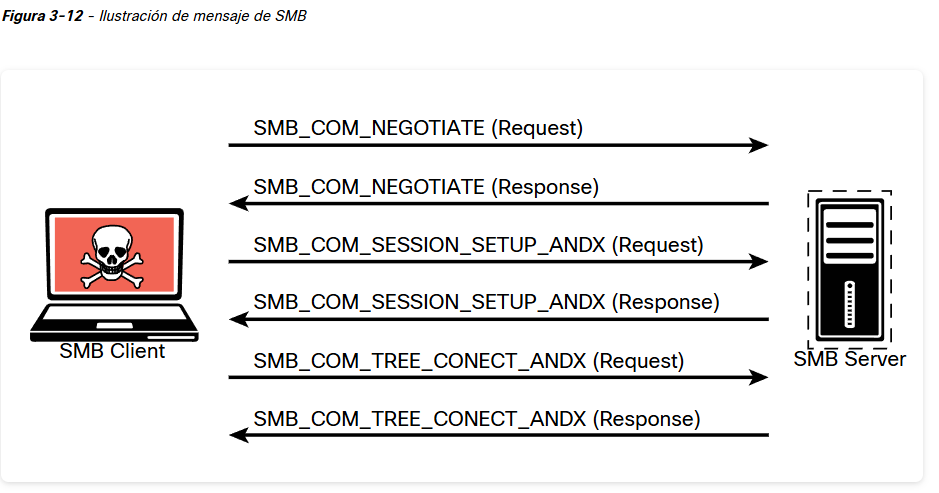 Figura 3-12 - Ilustración de mensaje de SMB
SMB_COM_NEGOTIATE (Request)
SMB_COM_NEGOTIATE (Response)
SMB_COM_SESSION_SETUP_ANDX (Request)
SMB_COM_SESSION_SETUP_ANDX (Response)
SMB Client
SMB_COM_TREE_CONECT_ANDX (Request)
SMB Server
SMB_COM_TREE_CONECT_ANDX (Response)